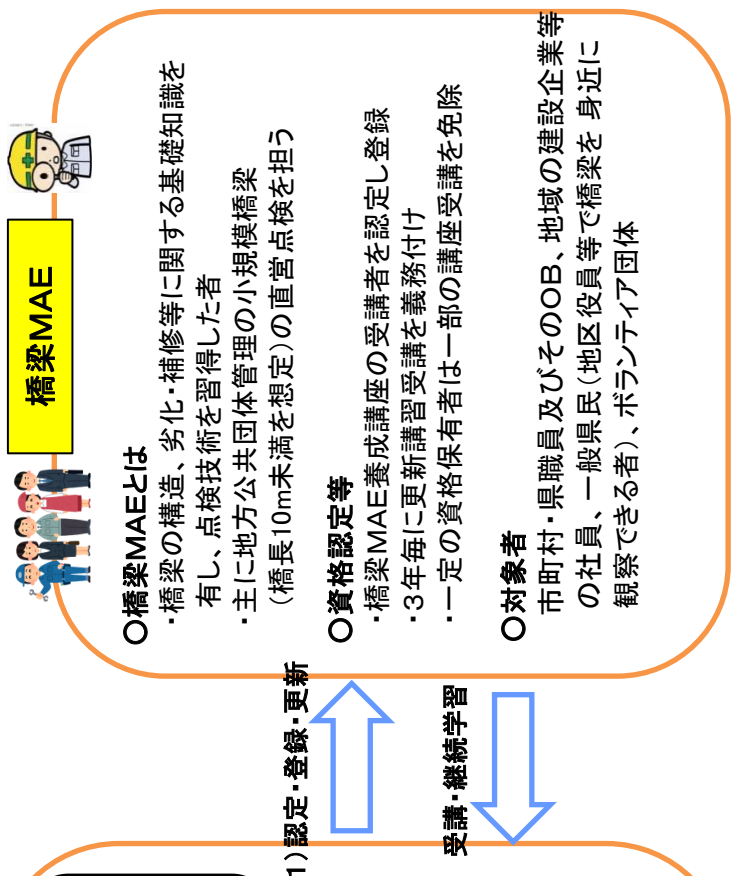 橋梁MAE
○橋梁MAEとは
・橋梁の構造、劣化・補修等に関する基礎知識を
有し、点検技術を習得した者
・主に地方公共団体管理の小規模橋梁
（橋長10m未満を想定）の直営点検を担う
○資格認定等
・橋梁MAE養成講座の受講者を認定し登録
・3年毎に更新講習受講を義務付け
・一定の資格保有者は一部の講座受講を免除
○対象者
市町村・県職員及びそのOB、地域の建設企業等
の社員、一般県民（地区役員等で橋梁を 身近に
観察できる者）、ボランティア団体
1）認定・登録・更新
受講・継続学習